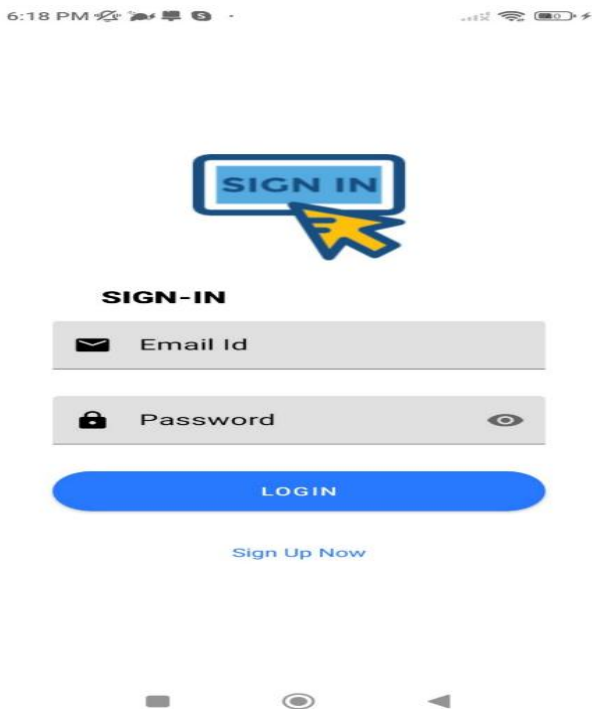 6:18 PM
SIGN IN
SIGN-IN
Email Id
Password
LOGIN
Sign Up Now